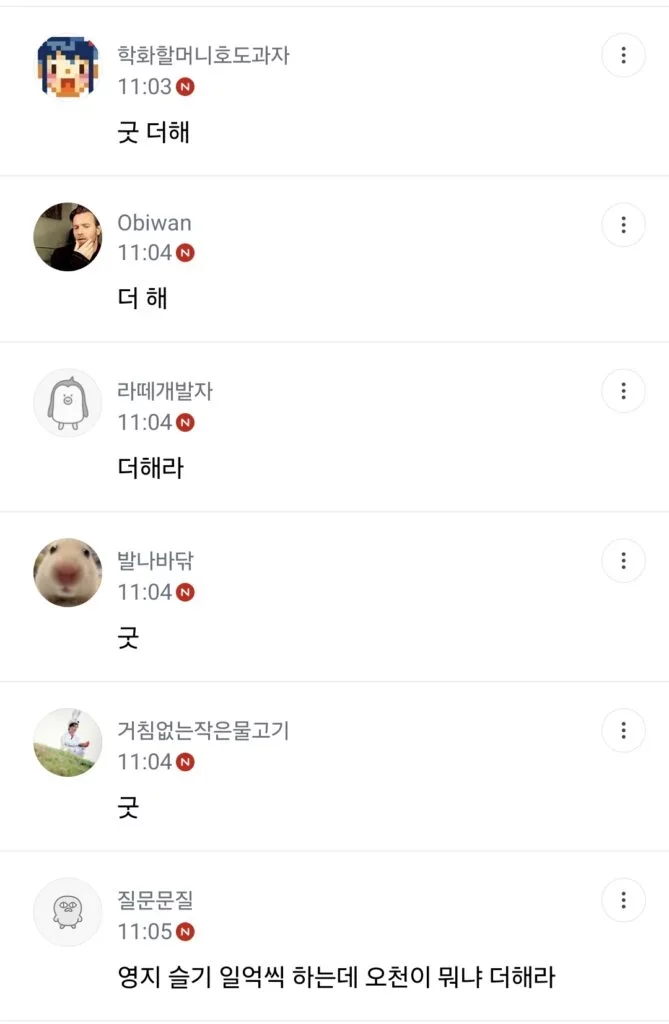 학화할머니호도과자
11:03 N
굿 더해
Obiwan
11:04 N
더 해
라떼개발자
11:04 N
더해라
발나바닦
11:04 N
굿
거침없는작은물고기
11:04 N
굿
질문문질
11:05 N
영지 슬기 일억씩 하는데 오천이 뭐냐 더해라